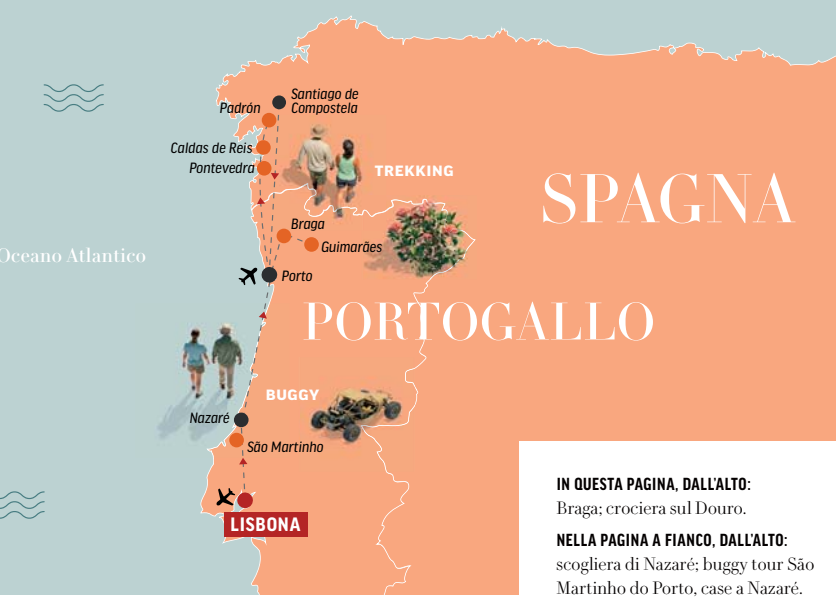 Santiago de
Compostela
Padrón
Caldas de Reis
Pontevedra
TREKKING
SPAGNA
Braga
Guimarães
Oceano Atlantico
Porto
PORTOGALLO
BUGGY
Nazaré
São Martinho
LISBONA
IN QUESTA PAGINA, DALL'ALTO:
Braga; crociera sul Douro.
NELLA PAGINA A FIANCO, DALL'ALTO:
scogliera di Nazaré; buggy tour São
Martinho do Porto, case a Nazaré.